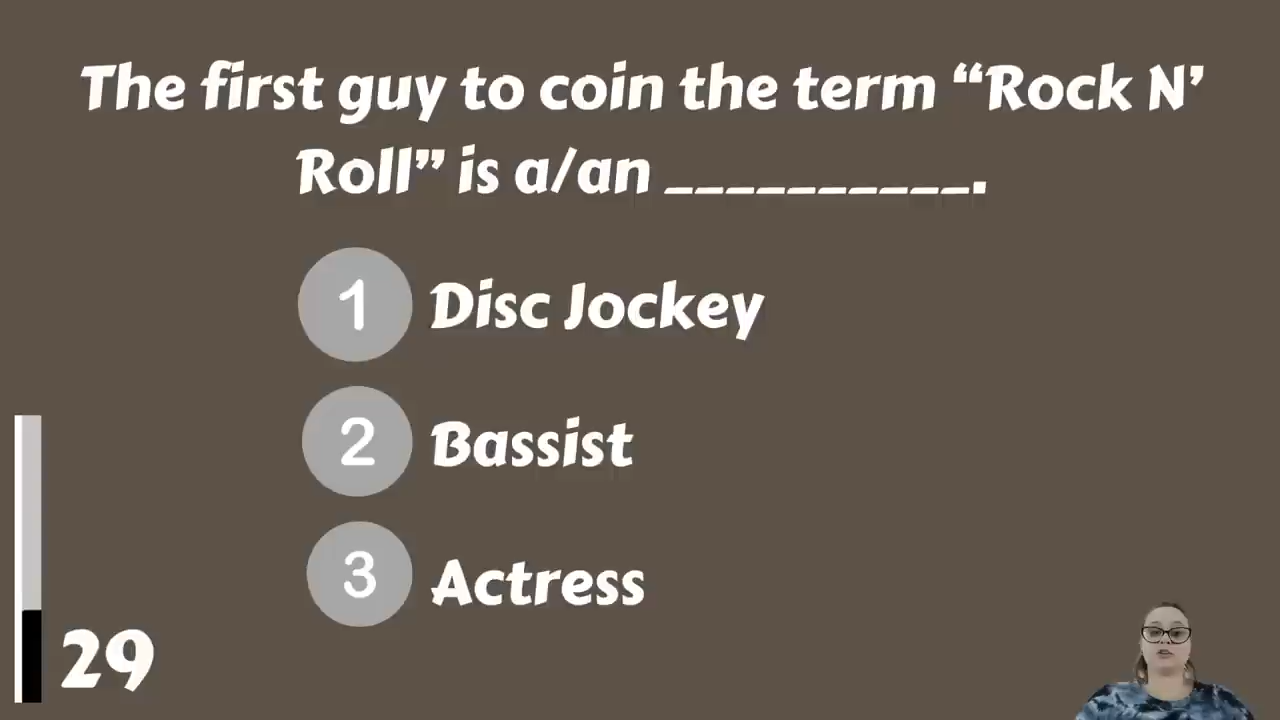 The first guy to coin the term “Rock N’
Roll” is a/an __________.
1 Disc Jockey
2 Bassist
3 Actress
29